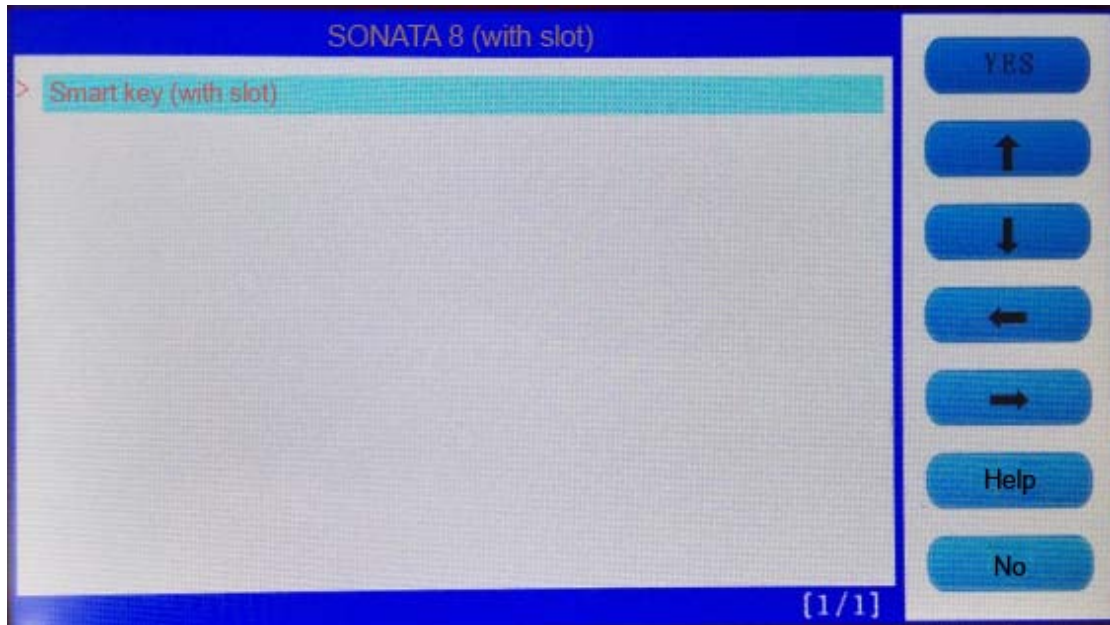 SONATA 8 (with slot)
> Smart key (with slot)
[1/1]
YES
↑
↓
←
→
Help
No